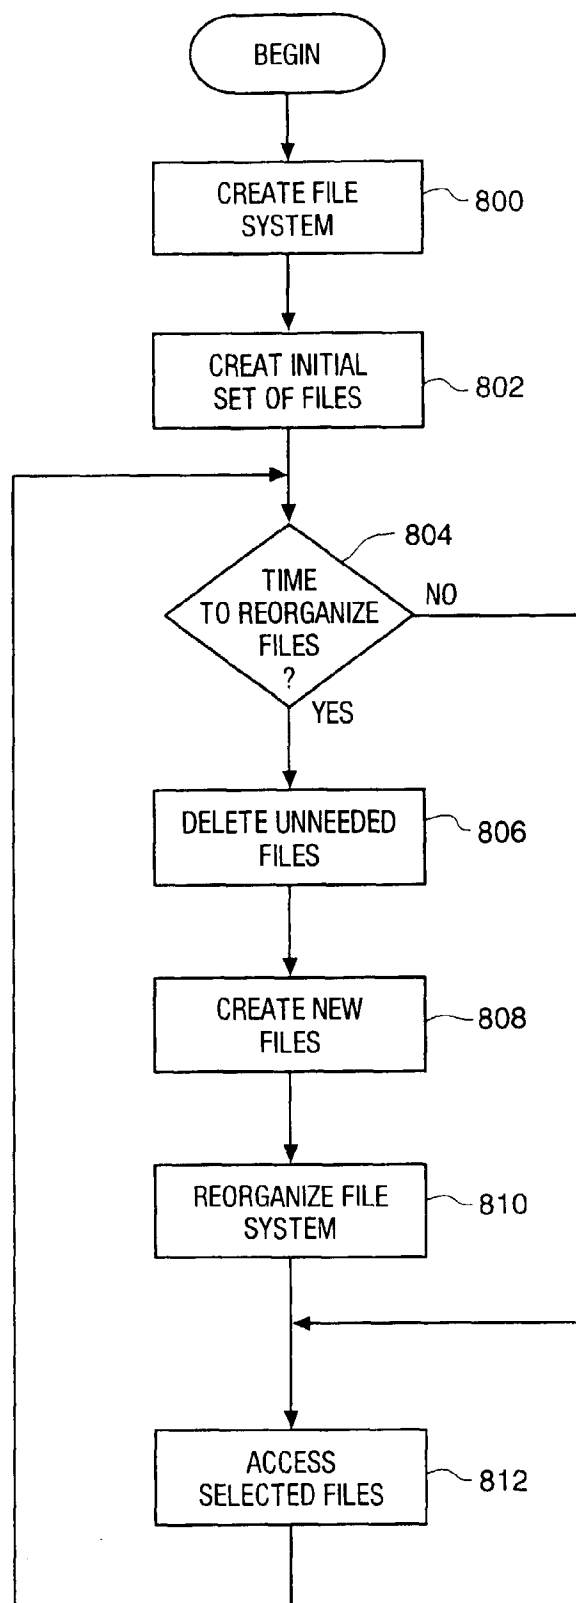 BEGIN
CREATE FILE
SYSTEM
800
CREAT INITIAL
SET OF FILES
802
804
TIME
TO REORGANIZE
FILES
?
NO
YES
DELETE UNNEEDED
FILES
806
CREATE NEW
FILES
808
REORGANIZE FILE
SYSTEM
810
ACCESS
SELECTED FILES
812